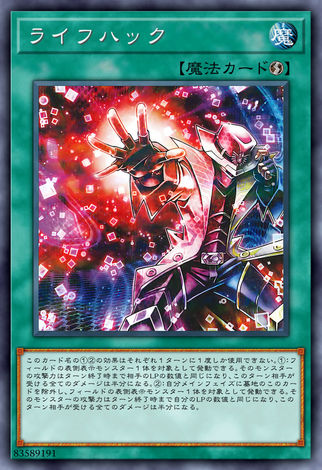 ライフハック
魔
【魔法カード】
このカード名の①②の効果はそれぞれ1ターンに1度しか使用できない。①:フ
ィールドの表側表示モンスター1体を対象として発動できる。そのモンスター
の攻撃力はターン終了時まで相手のLPの数値と同じになり、このターン相手が
受ける全てのダメージは半分になる。②:自分メインフェイズに墓地のこのカー
ドを除外し、フィールドの表側表示モンスター1体を対象として発動できる。そ
のモンスターの攻撃力はターン終了時まで自分のLPの数値と同じになり、この
ターン相手が受ける全てのダメージは半分になる。
83589191